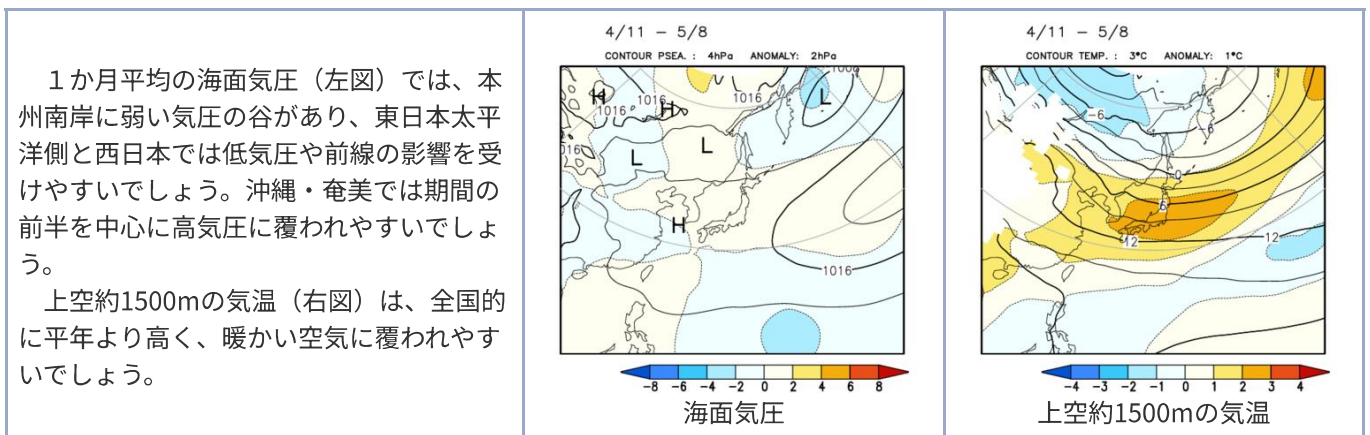 １か月平均の海面気圧（左図）では、本
州南岸に弱い気圧の谷があり、東日本太平
洋側と西日本では低気圧や前線の影響を受
けやすいでしょう。沖縄・奄美では期間の
前半を中心に高気圧に覆われやすいでしょ
う。
　上空約1500mの気温（右図）は、全国的
に平年より高く、暖かい空気に覆われやす
いでしょう。
4/11 － 5/8
CONTOUR PSEA. : 4hPa ANOMALY: 2hPa
H
1016
1016
H
1016
L
016
L
L
H
1016
-8 -6 -4 -2 0 2 4 6 8
海面気圧
4/11 － 5/8
CONTOUR TEMP. : 3°C ANOMALY: 1°C
-6
-6
0
6
12
12
-4 -3 -2 -1 0 1 2 3 4
上空約1500mの気温